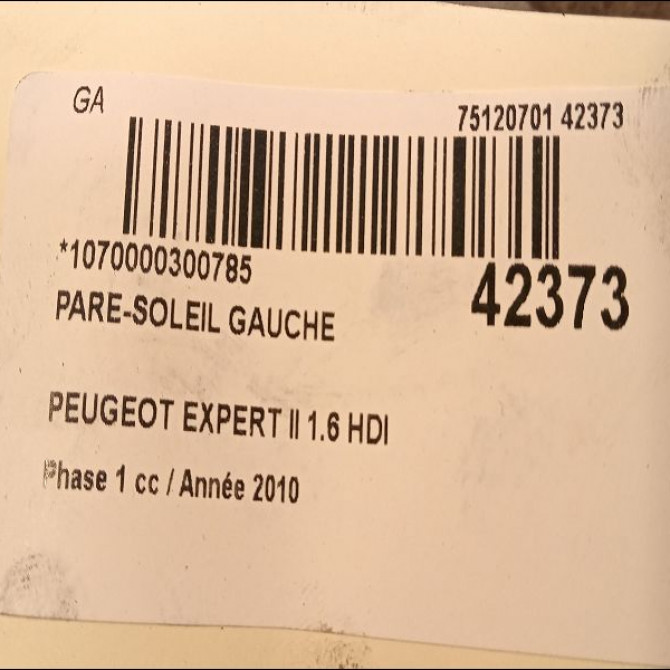 GA
75120701 42373
*1070000300785
42373
PARE-SOLEIL GAUCHE
PEUGEOT EXPERT II 1.6 HDI
Phase 1 cc / Année 2010